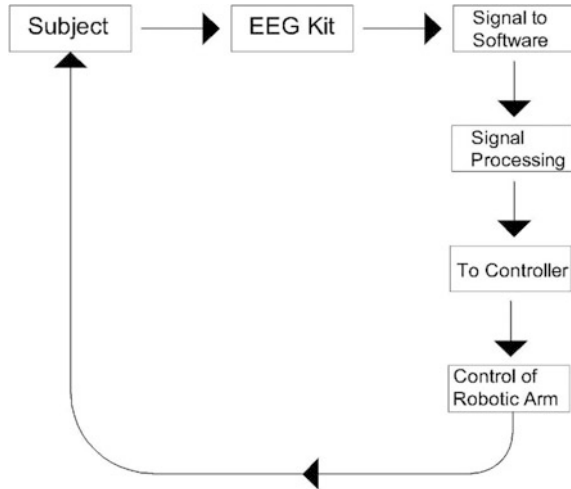 Subject
EEG Kit
Signal to
Software
Signal
Processing
To Controller
Control of
Robotic Arm